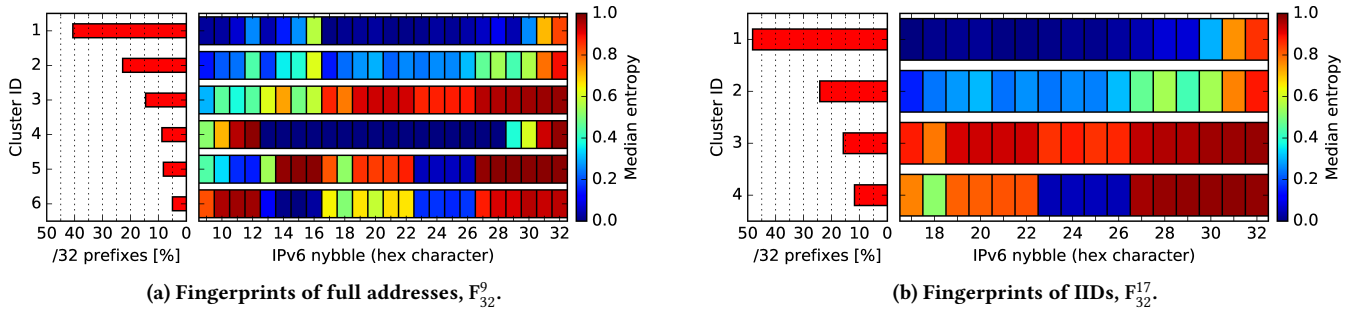 1
2
3
4
5
6
Cluster ID
50 40 30 20 10 0
/32 prefixes [%]
10 12 14 16 18 20 22 24 26 28 30 32
IPv6 nybble (hex character)
1.0
0.8
0.6
0.4
0.2
0.0
Median entropy
(a) Fingerprints of full addresses, F⁹₃₂.
1
2
3
4
Cluster ID
50 40 30 20 10 0
/32 prefixes [%]
18 20 22 24 26 28 30 32
IPv6 nybble (hex character)
1.0
0.8
0.6
0.4
0.2
0.0
Median entropy
(b) Fingerprints of IIDs, F¹⁷₃₂.